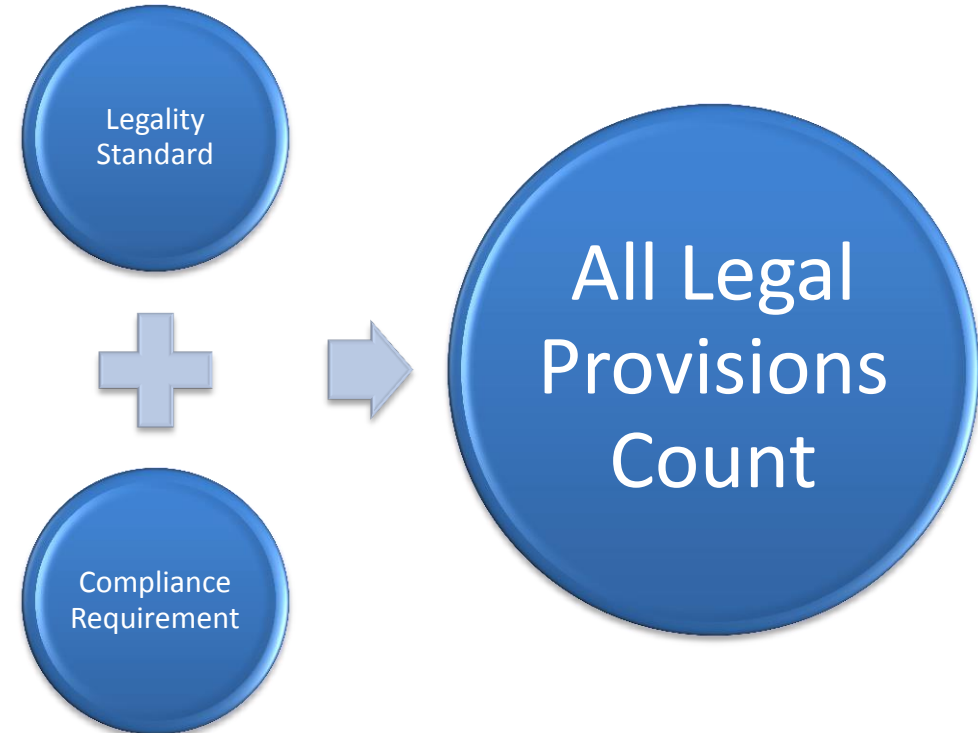 Legality
Standard
Compliance
Requirement
All Legal
Provisions
Count